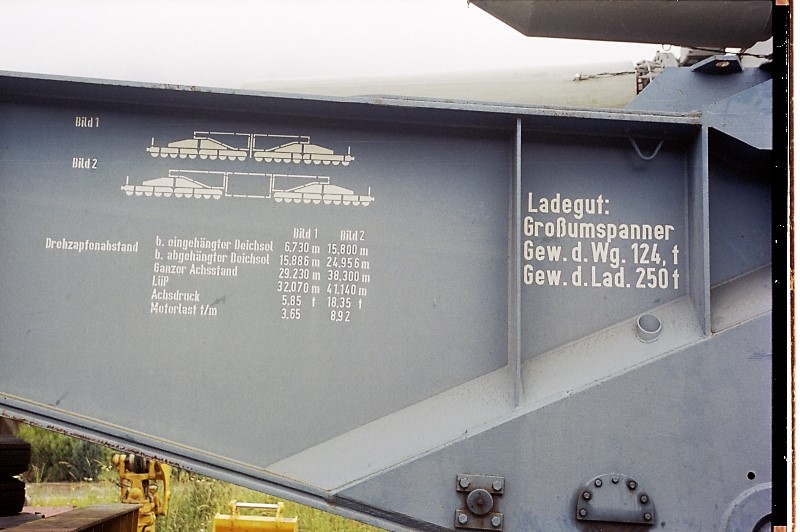 Bild 1
Bild 2
Bild 1 Bild 2
Drehzapfenabstand b. eingehängter Deichsel 6,730 m 15,800 m
b. abgehängter Deichsel 15,886 m 24,956 m
Ganzer Achsstand 29,230 m 38,300 m
LüP 32,070 m 41,140 m
Achsdruck 5.85 t 18,35 t
Meterlast t/m 3.65 8,92
Ladegut:
Großumspanner
Gew. d. Wg. 124, t
Gew. d. Lad. 250 t